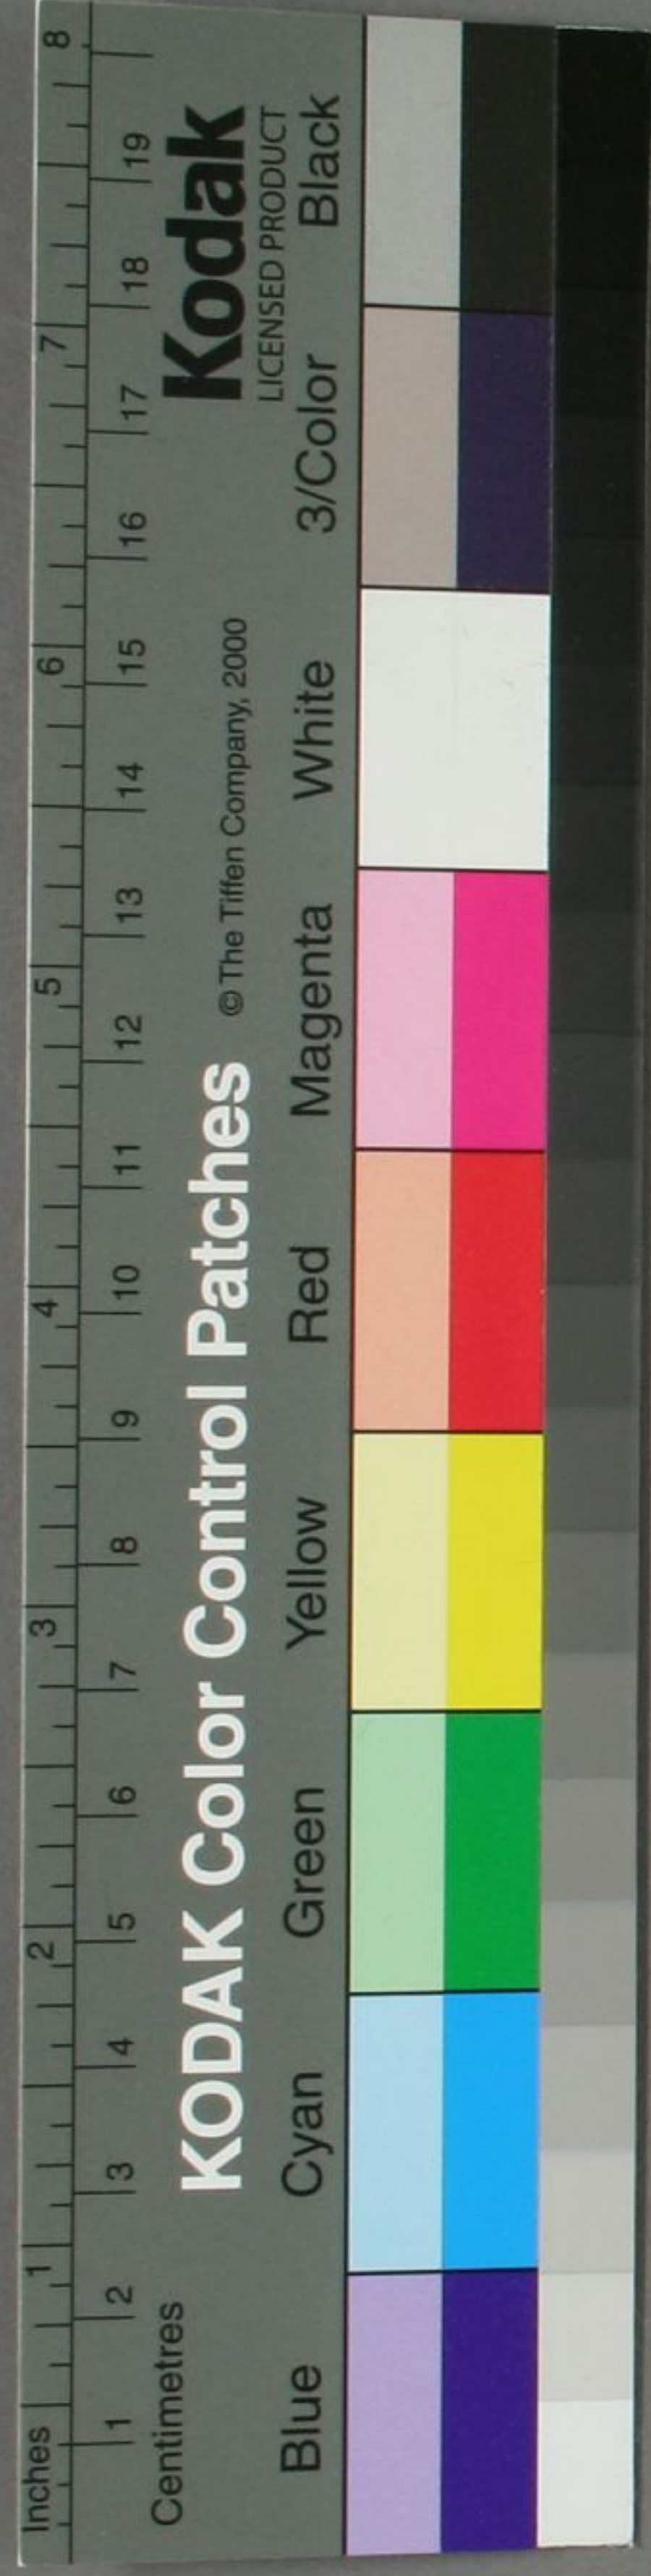 Inches 1 2 3 4 5 6 7 8
1 2 3 4 5 6 7 8 9 10 11 12 13 14 15 16 17 18 19
Centimetres
KODAK Color Control Patches © The Tiffen Company, 2000 Kodak
LICENSED PRODUCT
Blue Cyan Green Yellow Red Magenta White 3/Color Black